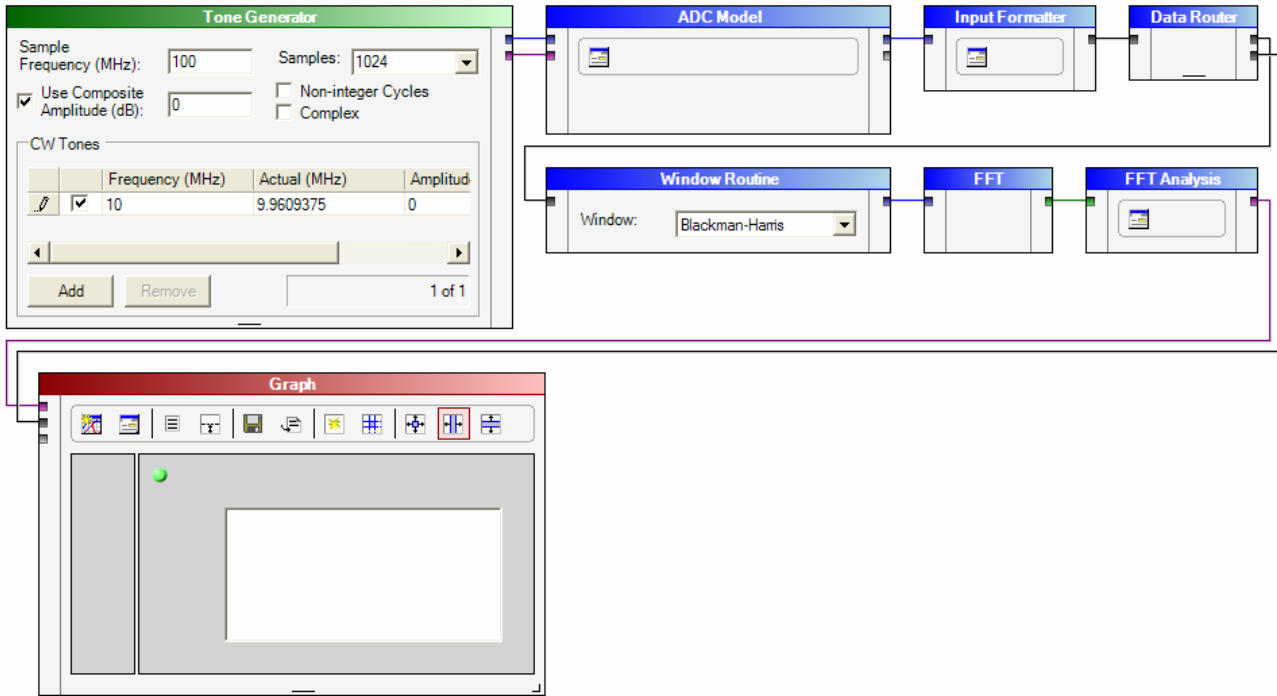 Tone Generator
Sample
Frequency (MHz): 100
Samples: 1024
Use Composite
Amplitude (dB): 0
Non-integer Cycles
Complex
CW Tones
Frequency (MHz) Actual (MHz) Amplitud
10 9.9609375 0
Add Remove 1 of 1
ADC Model
Input Formatter
Data Router
Window Routine
Window: Blackman-Harris
FFT
FFT Analysis
Graph